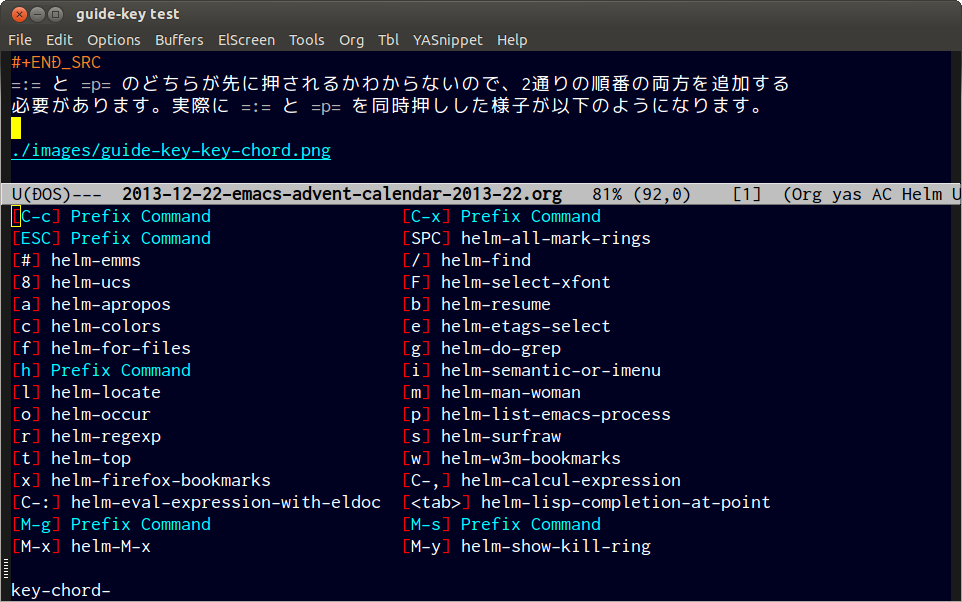 guide-key test
File Edit Options Buffers ElScreen Tools Org Tbl YASnippet Help
#+END_SRC
=:= と =p= のどちらが先に押されるかわからないので、2通りの順番の両方を追加する
必要があります。実際に =:= と =p= を同時押しした様子が以下のようになります。
./images/guide-key-key-chord.png
U(DOS)--- 2013-12-22-emacs-advent-calendar-2013-22.org 81% (92,0) [1] (Org yas AC Helm U
[C-c] Prefix Command [C-x] Prefix Command
[ESC] Prefix Command [SPC] helm-all-mark-rings
[#] helm-emms [/] helm-find
[8] helm-ucs [F] helm-select-xfont
[a] helm-apropos [b] helm-resume
[c] helm-colors [e] helm-etags-select
[f] helm-for-files [g] helm-do-grep
[h] Prefix Command [i] helm-semantic-or-imenu
[l] helm-locate [m] helm-man-woman
[o] helm-occur [p] helm-list-emacs-process
[r] helm-regexp [s] helm-surfraw
[t] helm-top [w] helm-w3m-bookmarks
[x] helm-firefox-bookmarks [C-,] helm-calcul-expression
[C-:] helm-eval-expression-with-eldoc [<tab>] helm-lisp-completion-at-point
[M-g] Prefix Command [M-s] Prefix Command
[M-x] helm-M-x [M-y] helm-show-kill-ring
key-chord-